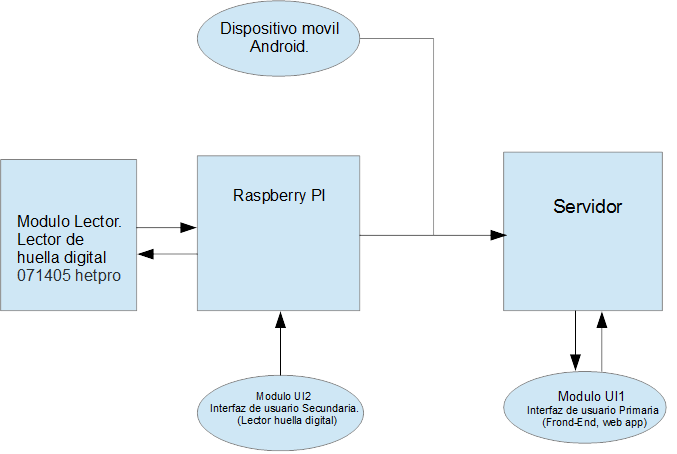 Dispositivo movil
Android.
Modulo Lector.
Lector de
huella digital
071405 hetpro
Raspberry PI
Servidor
Modulo UI2
Interfaz de usuario Secundaria.
(Lector huella digital)
Modulo UI1
Interfaz de usuario Primaria
(Frond-End, web app)